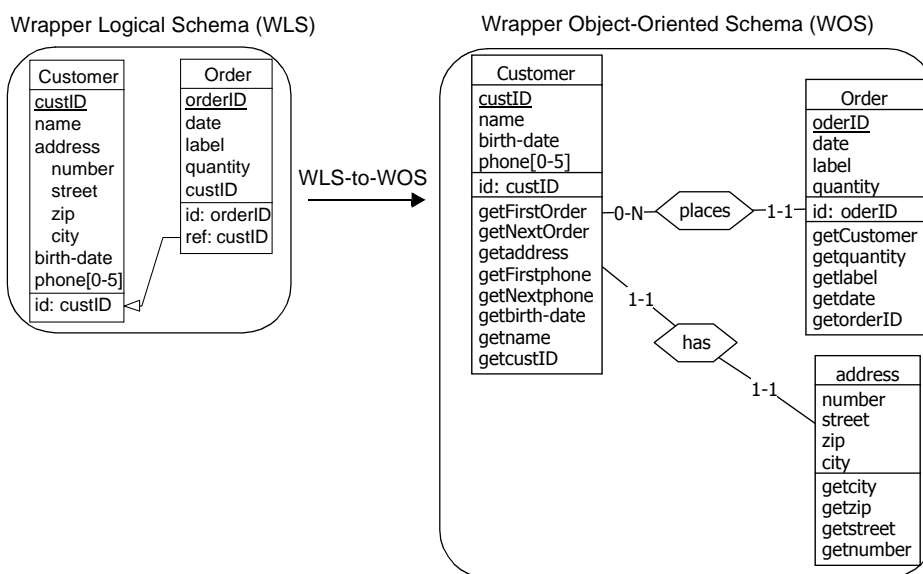 Wrapper Logical Schema (WLS)
Customer
custID
name
address
number
street
zip
city
birth-date
phone[0-5]
id: custID
Order
orderID
date
label
quantity
custID
id: orderID
ref: custID
WLS-to-WOS
Wrapper Object-Oriented Schema (WOS)
Customer
custID
name
birth-date
phone[0-5]
id: custID
getFirstOrder
getNextOrder
getaddress
getFirstphone
getNextphone
getbirth-date
getname
getcustID
0-N
places
1-1
Order
oderID
date
label
quantity
id: oderID
getCustomer
getquantity
getlabel
getdate
getorderID
1-1
has
1-1
address
number
street
zip
city
getcity
getzip
getstreet
getnumber